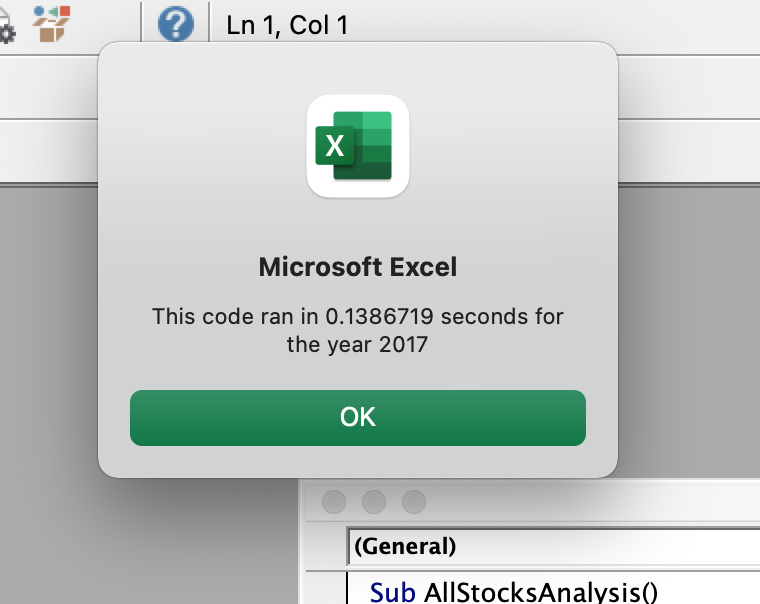 Ln 1, Col 1
X
Microsoft Excel
This code ran in 0.1386719 seconds for
the year 2017
OK
(General)
Sub AllStocksAnalysis()